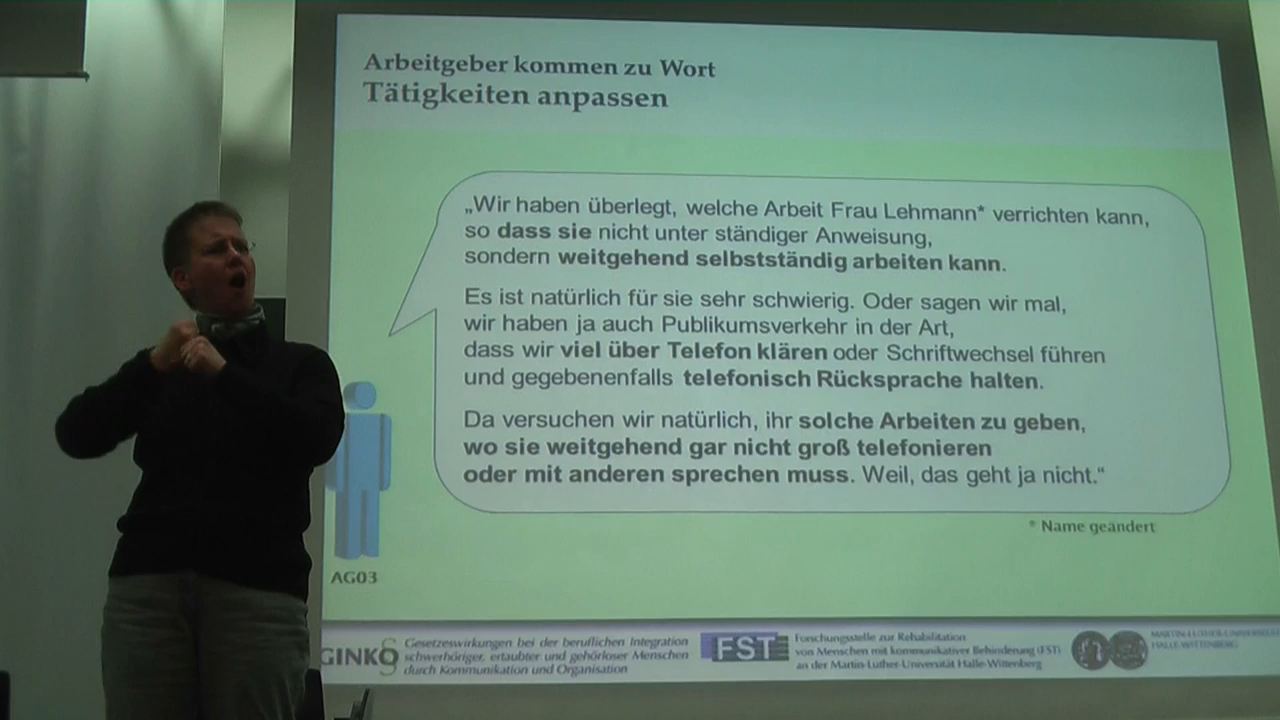 Arbeitgeber kommen zu Wort
Tätigkeiten anpassen
„Wir haben überlegt, welche Arbeit Frau Lehmann* verrichten kann,
so dass sie nicht unter ständiger Anweisung,
sondern weitgehend selbstständig arbeiten kann.
Es ist natürlich für sie sehr schwierig. Oder sagen wir mal,
wir haben ja auch Publikumsverkehr in der Art,
dass wir viel über Telefon klären oder Schriftwechsel führen
und gegebenenfalls telefonisch Rücksprache halten.
Da versuchen wir natürlich, ihr solche Arbeiten zu geben,
wo sie weitgehend gar nicht groß telefonieren
oder mit anderen sprechen muss. Weil, das geht ja nicht.“
* Name geändert
AG03
GINKO
Gesetzeswirkungen bei der beruflichen Integration
schwerhöriger, ertaubter und gehörloser Menschen
durch Kommunikation und Organisation
FST
Forschungsstelle zur Rehabilitation
von Menschen mit kommunikativer Behinderung (FST)
an der Martin-Luther-Universität Halle-Wittenberg
MARTIN-LUTHER-UNIVERSITÄT
HALLE-WITTENBERG